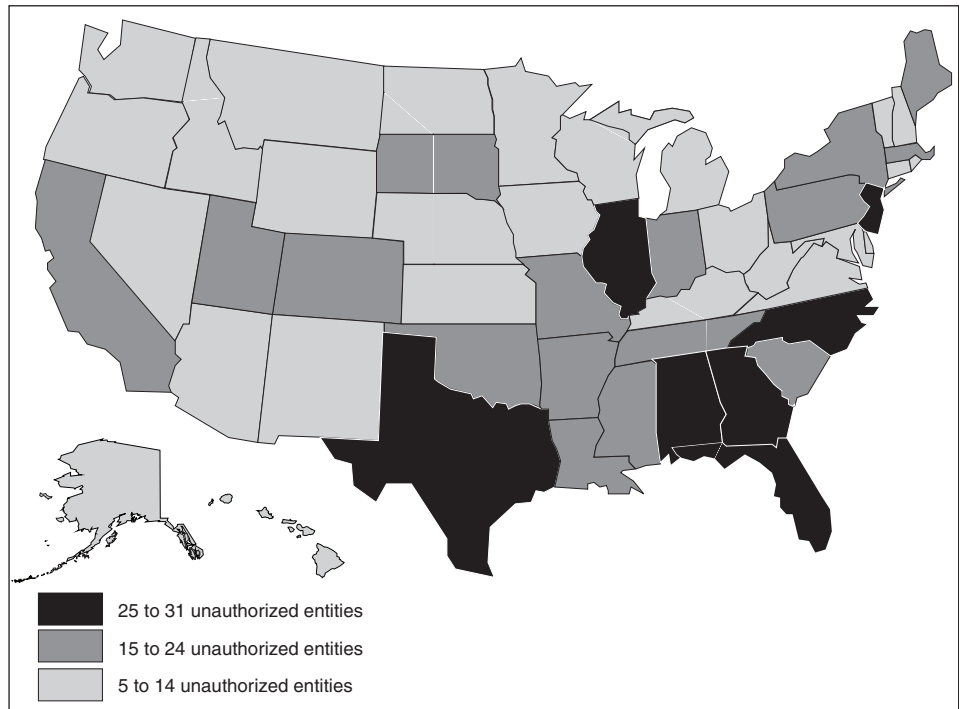 25 to 31 unauthorized entities
15 to 24 unauthorized entities
5 to 14 unauthorized entities